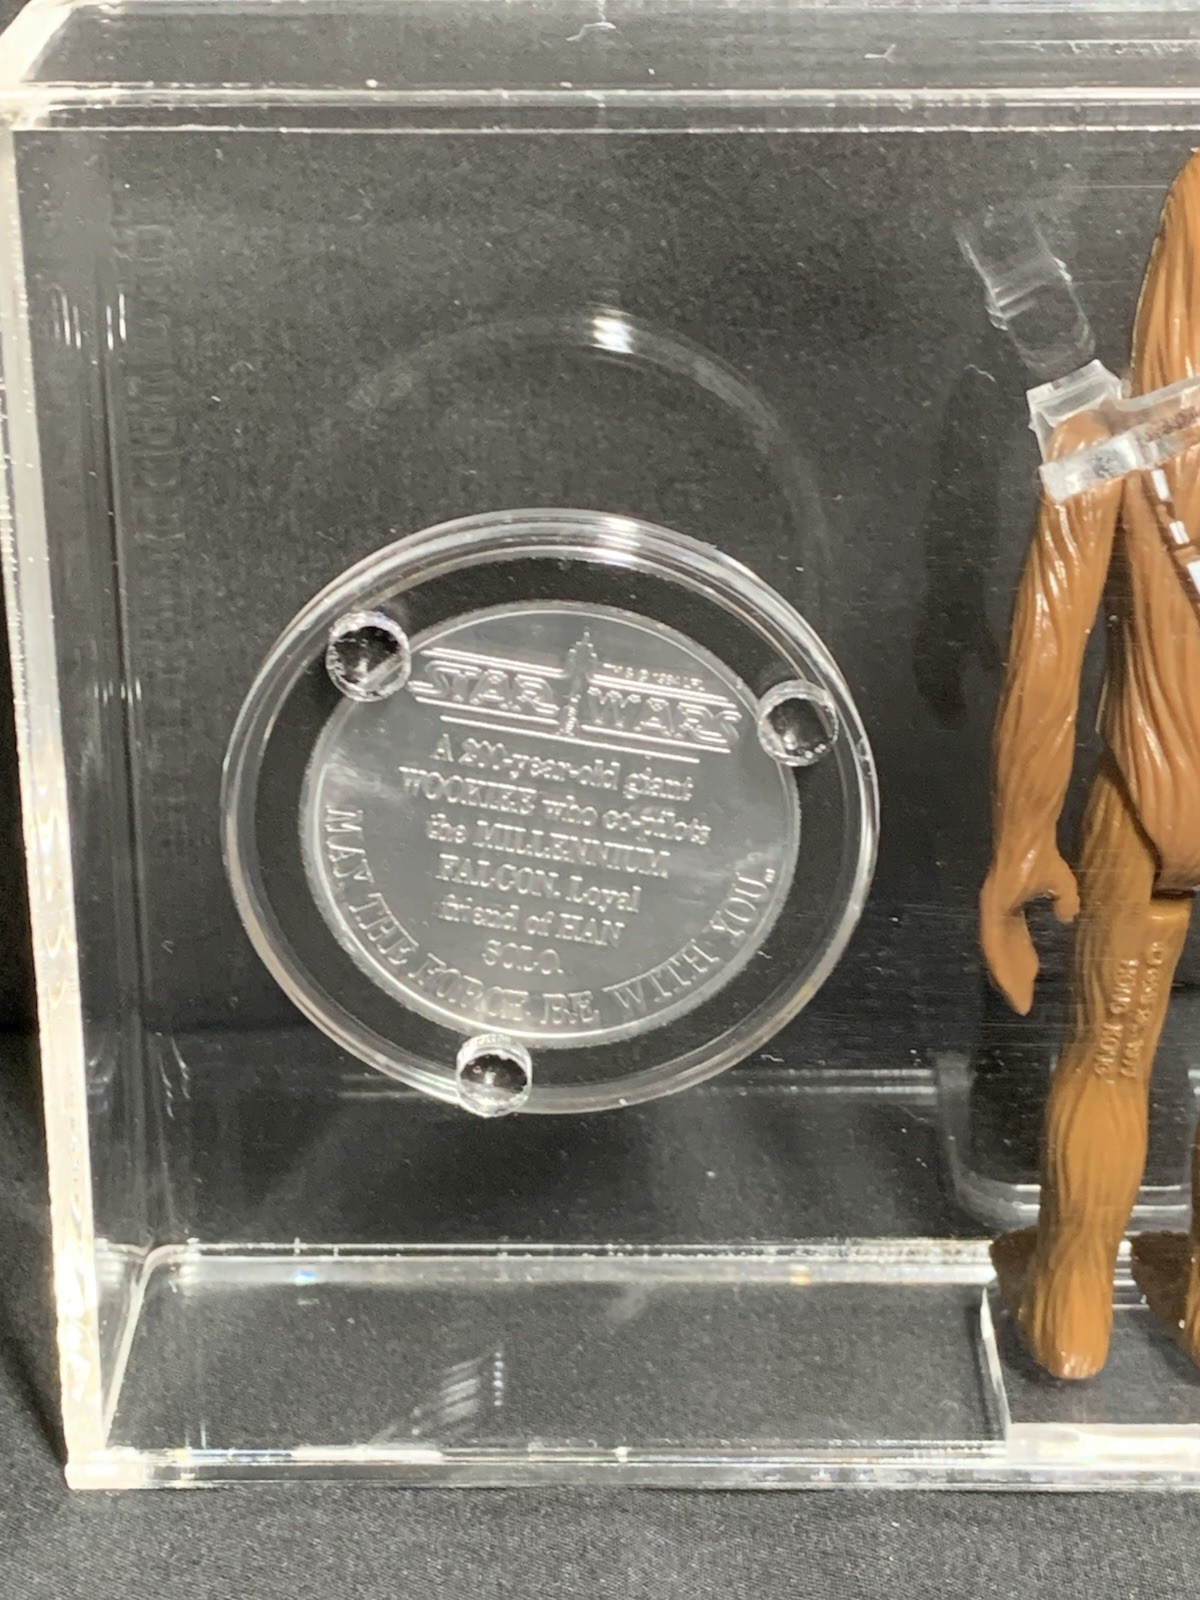 STAR WARS
A 200-year-old giant
WOOKIEE who co-pilots
the MILLENNIUM
FALCON. Loyal
friend of HAN
SOLO.
MAY THE FORCE BE WITH YOU...